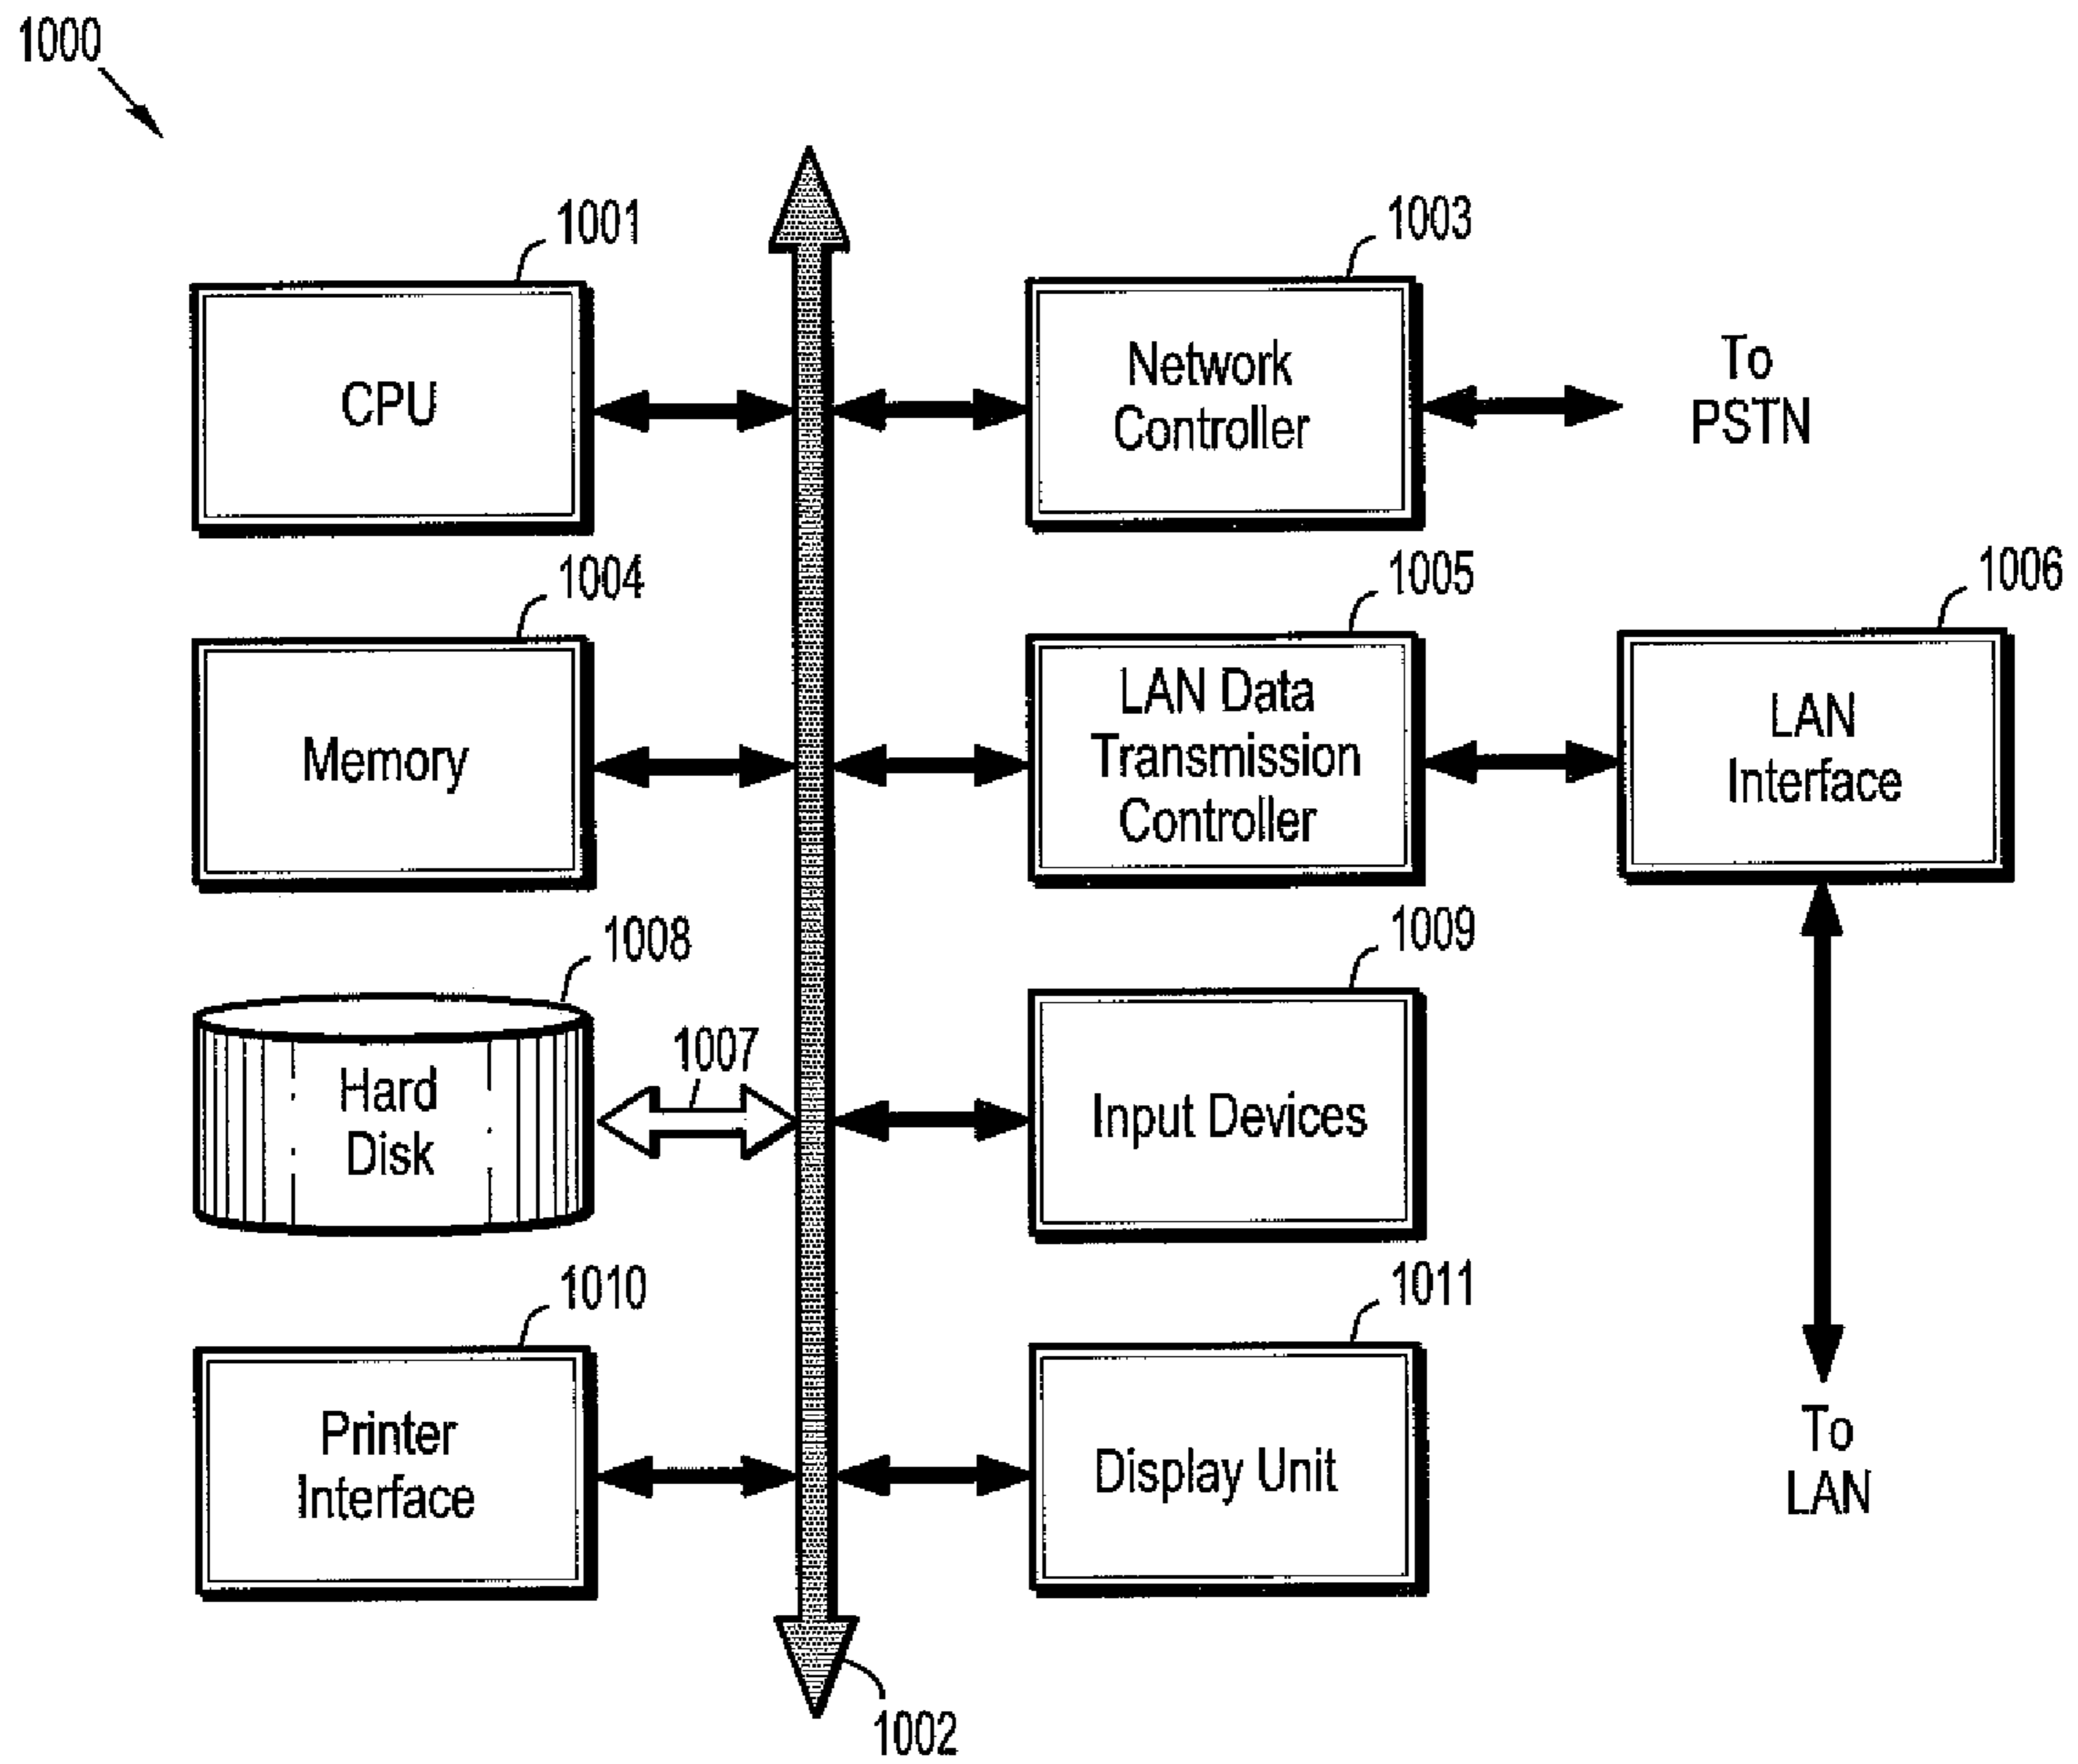 1000
1001
CPU
1003
Network
Controller
To
PSTN
1004
Memory
1005
LAN Data
Transmission
Controller
1006
LAN
Interface
1008
Hard
Disk
1007
1009
Input Devices
1010
Printer
Interface
1011
Display Unit
To
LAN
1002